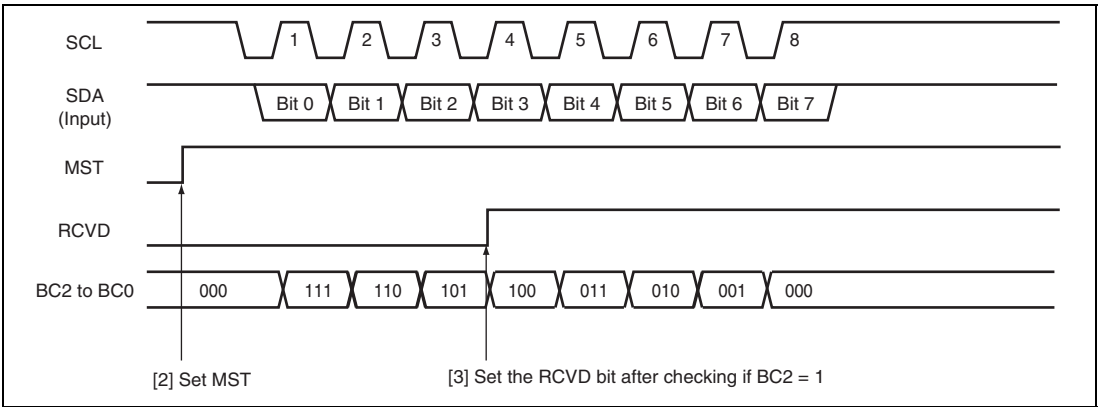 SCL 1 2 3 4 5 6 7 8
SDA
(Input)
Bit 0 Bit 1 Bit 2 Bit 3 Bit 4 Bit 5 Bit 6 Bit 7
MST
RCVD
BC2 to BC0 000 111 110 101 100 011 010 001 000
[2] Set MST [3] Set the RCVD bit after checking if BC2 = 1